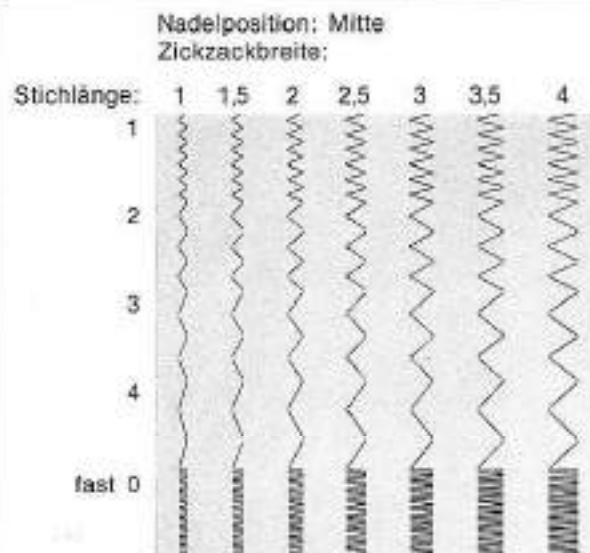 Nadelposition: Mitte
Zickzackbreite:
Stichlänge: 1 1,5 2 2,5 3 3,5 4
1
2
3
4
fast 0